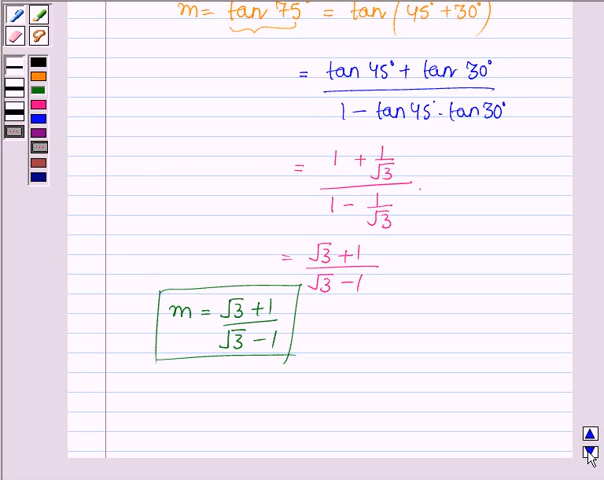 m = tan 75° = tan (45° + 30°)
= tan 45° + tan 30°
1 - tan 45° . tan 30°
= 1 + 1/√3
1 - 1/√3
= √3 + 1
√3 - 1
m = √3 + 1
√3 - 1